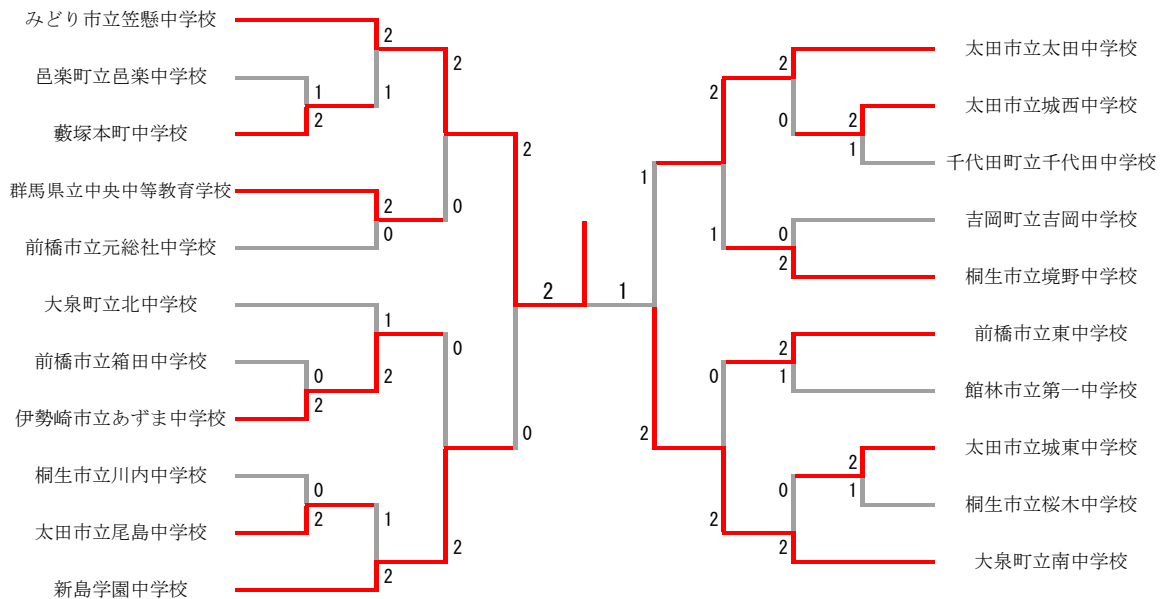 みどり市立笠懸中学校
邑楽町立邑楽中学校
藪塚本町中学校
群馬県立中央中等教育学校
前橋市立元総社中学校
大泉町立北中学校
前橋市立箱田中学校
伊勢崎市立あずま中学校
桐生市立川内中学校
太田市立尾島中学校
新島学園中学校
2
1
2
1
2
0
2
0
1
0
2
2
0
2
1
2
2
0
0
2
2
0
2
1
1
2
2
1
0
2
2
0
2
1
0
2
2
1
0
2
0
2
2
1
太田市立太田中学校
太田市立城西中学校
千代田町立千代田中学校
吉岡町立吉岡中学校
桐生市立境野中学校
前橋市立東中学校
館林市立第一中学校
太田市立城東中学校
桐生市立桜木中学校
大泉町立南中学校